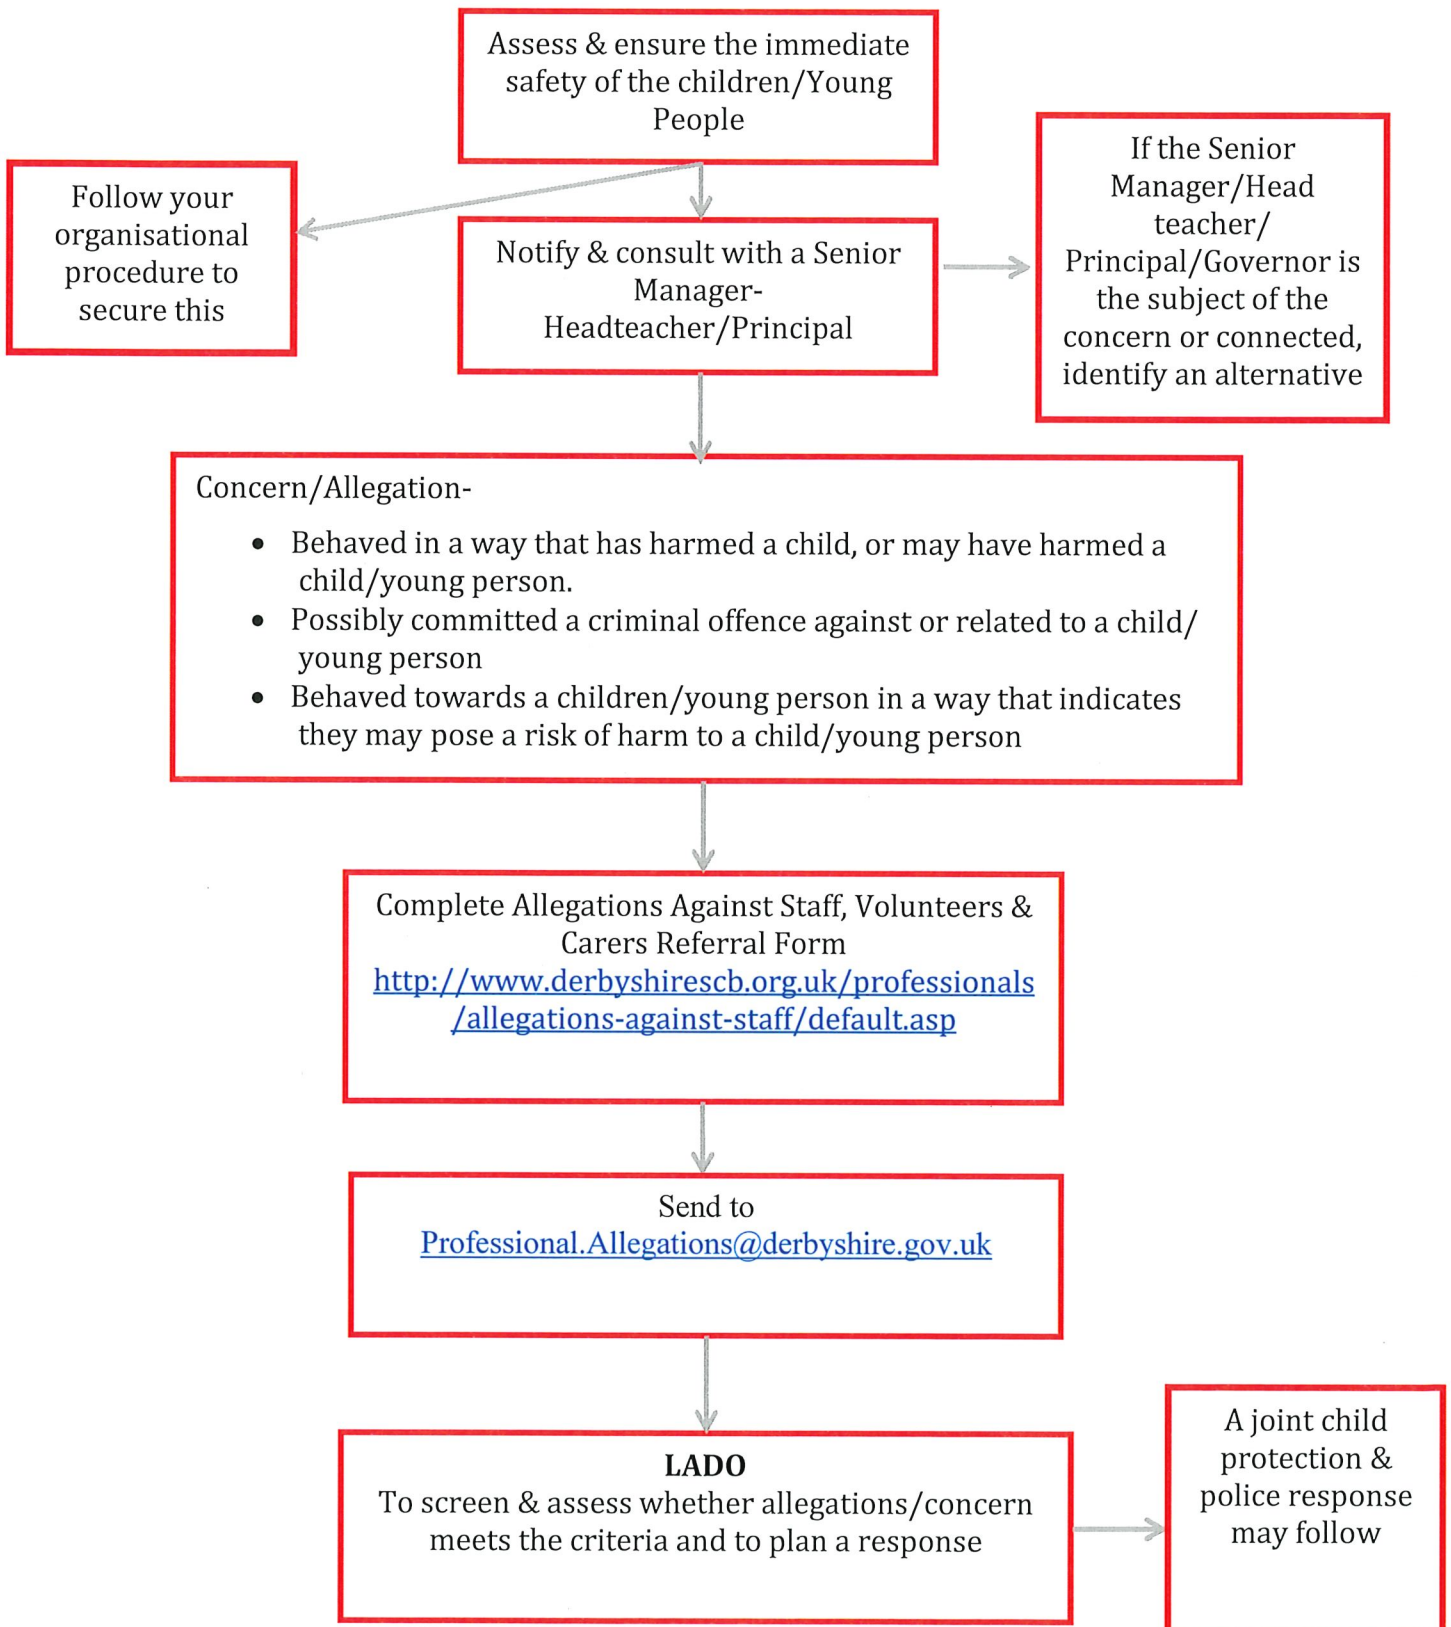 Assess & ensure the immediate
safety of the children/Young
People
Follow your
organisational
procedure to
secure this
Notify & consult with a Senior
Manager-
Headteacher/Principal
If the Senior
Manager/Head
teacher/
Principal/Governor is
the subject of the
concern or connected,
identify an alternative
Concern/Allegation-
• Behaved in a way that has harmed a child, or may have harmed a
child/young person.
• Possibly committed a criminal offence against or related to a child/
young person
• Behaved towards a children/young person in a way that indicates
they may pose a risk of harm to a child/young person
Complete Allegations Against Staff, Volunteers &
Carers Referral Form
http://www.derbyshirescb.org.uk/professionals
/allegations-against-staff/default.asp
Send to
Professional.Allegations@derbyshire.gov.uk
LADO
To screen & assess whether allegations/concern
meets the criteria and to plan a response
A joint child
protection &
police response
may follow